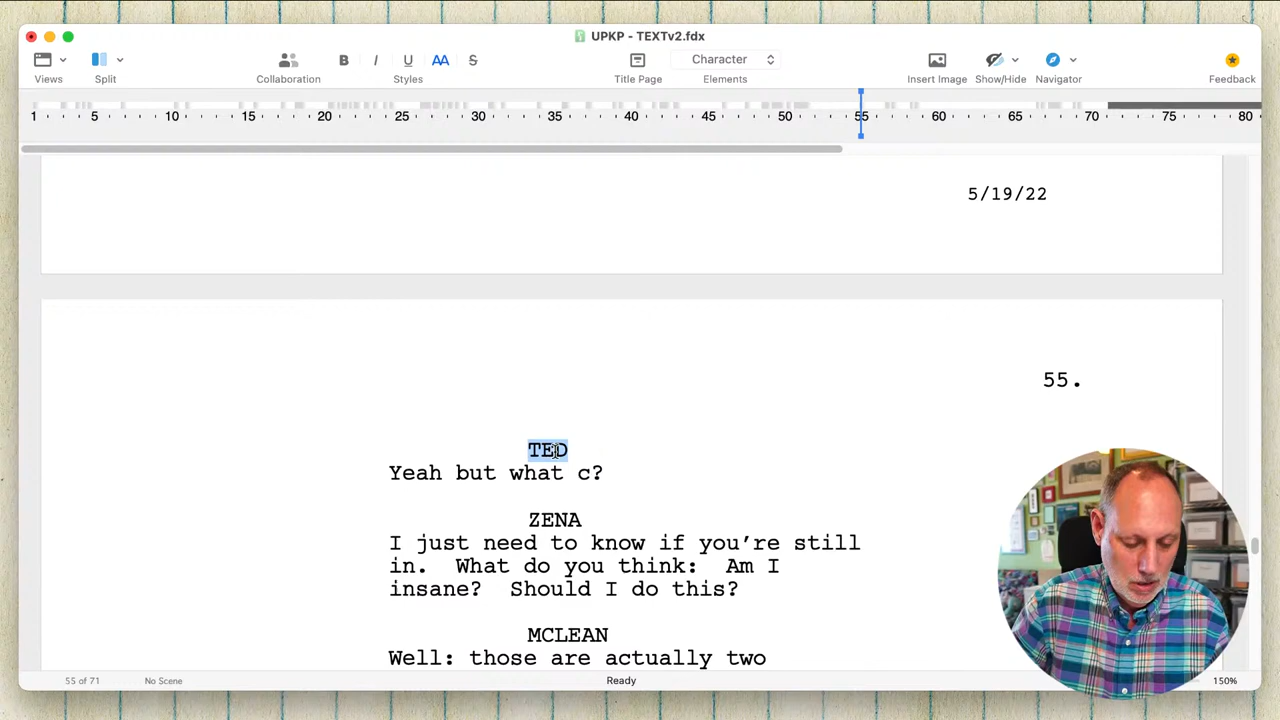 UPKP - TEXTv2.fdx
Views
Split
Collaboration
B I U AA S
Styles
Title Page
Character
Elements
Insert Image
Show/Hide
Navigator
Feedback
1 5 10 15 20 25 30 35 40 45 50 55 60 65 70 75 80
5/19/22
55.
TED
Yeah but what c?
ZENA
I just need to know if you’re still
in.  What do you think:  Am I
insane?  Should I do this?
MCLEAN
Well: those are actually two
55 of 71
No Scene
Ready
150%